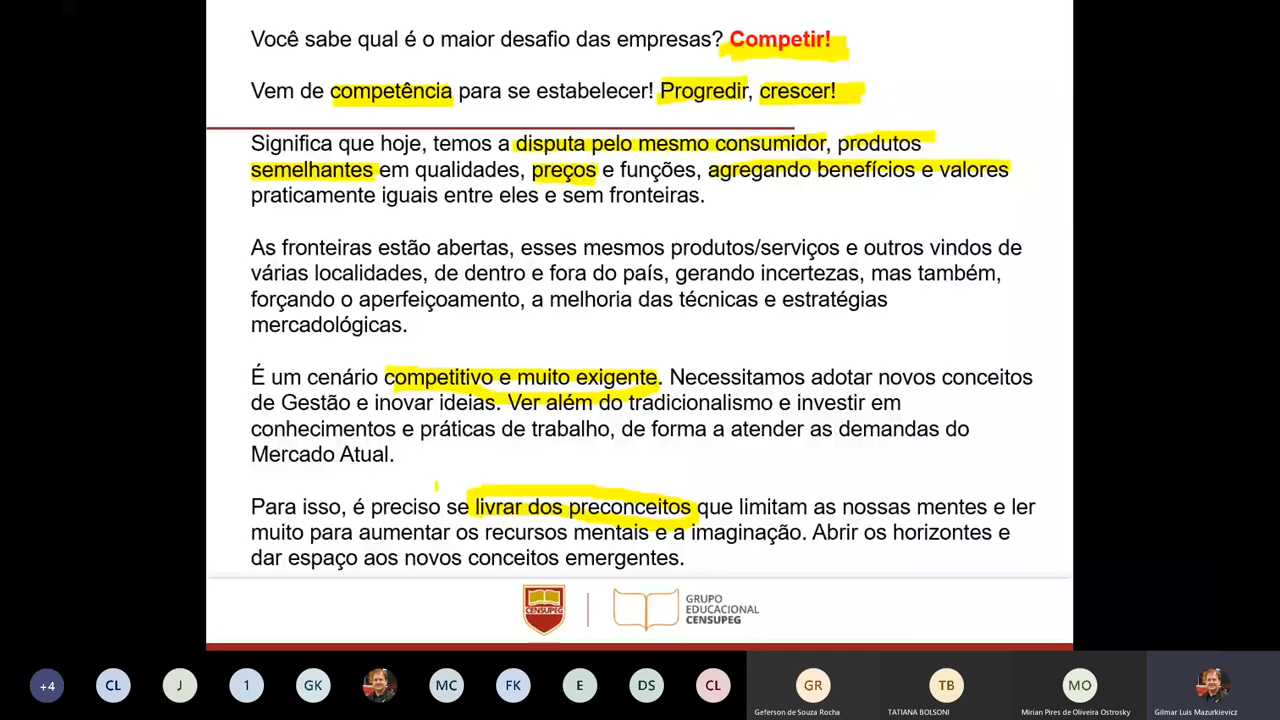 Você sabe qual é o maior desafio das empresas? Competir!
Vem de competência para se estabelecer! Progredir, crescer!
Significa que hoje, temos a disputa pelo mesmo consumidor, produtos
semelhantes em qualidades, preços e funções, agregando benefícios e valores
praticamente iguais entre eles e sem fronteiras.
As fronteiras estão abertas, esses mesmos produtos/serviços e outros vindos de
várias localidades, de dentro e fora do país, gerando incertezas, mas também,
forçando o aperfeiçoamento, a melhoria das técnicas e estratégias
mercadológicas.
É um cenário competitivo e muito exigente. Necessitamos adotar novos conceitos
de Gestão e inovar ideias. Ver além do tradicionalismo e investir em
conhecimentos e práticas de trabalho, de forma a atender as demandas do
Mercado Atual.
Para isso, é preciso se livrar dos preconceitos que limitam as nossas mentes e ler
muito para aumentar os recursos mentais e a imaginação. Abrir os horizontes e
dar espaço aos novos conceitos emergentes.
CENSUPEG
GRUPO
EDUCACIONAL
CENSUPEG
+4 CL J 1 GK MC FK E DS CL GR TB MO
Geferson de Souza Rocha TATIANA BOLSONI Mirian Pires de Oliveira Ostrosky Gilmar Luis Mazurkievicz